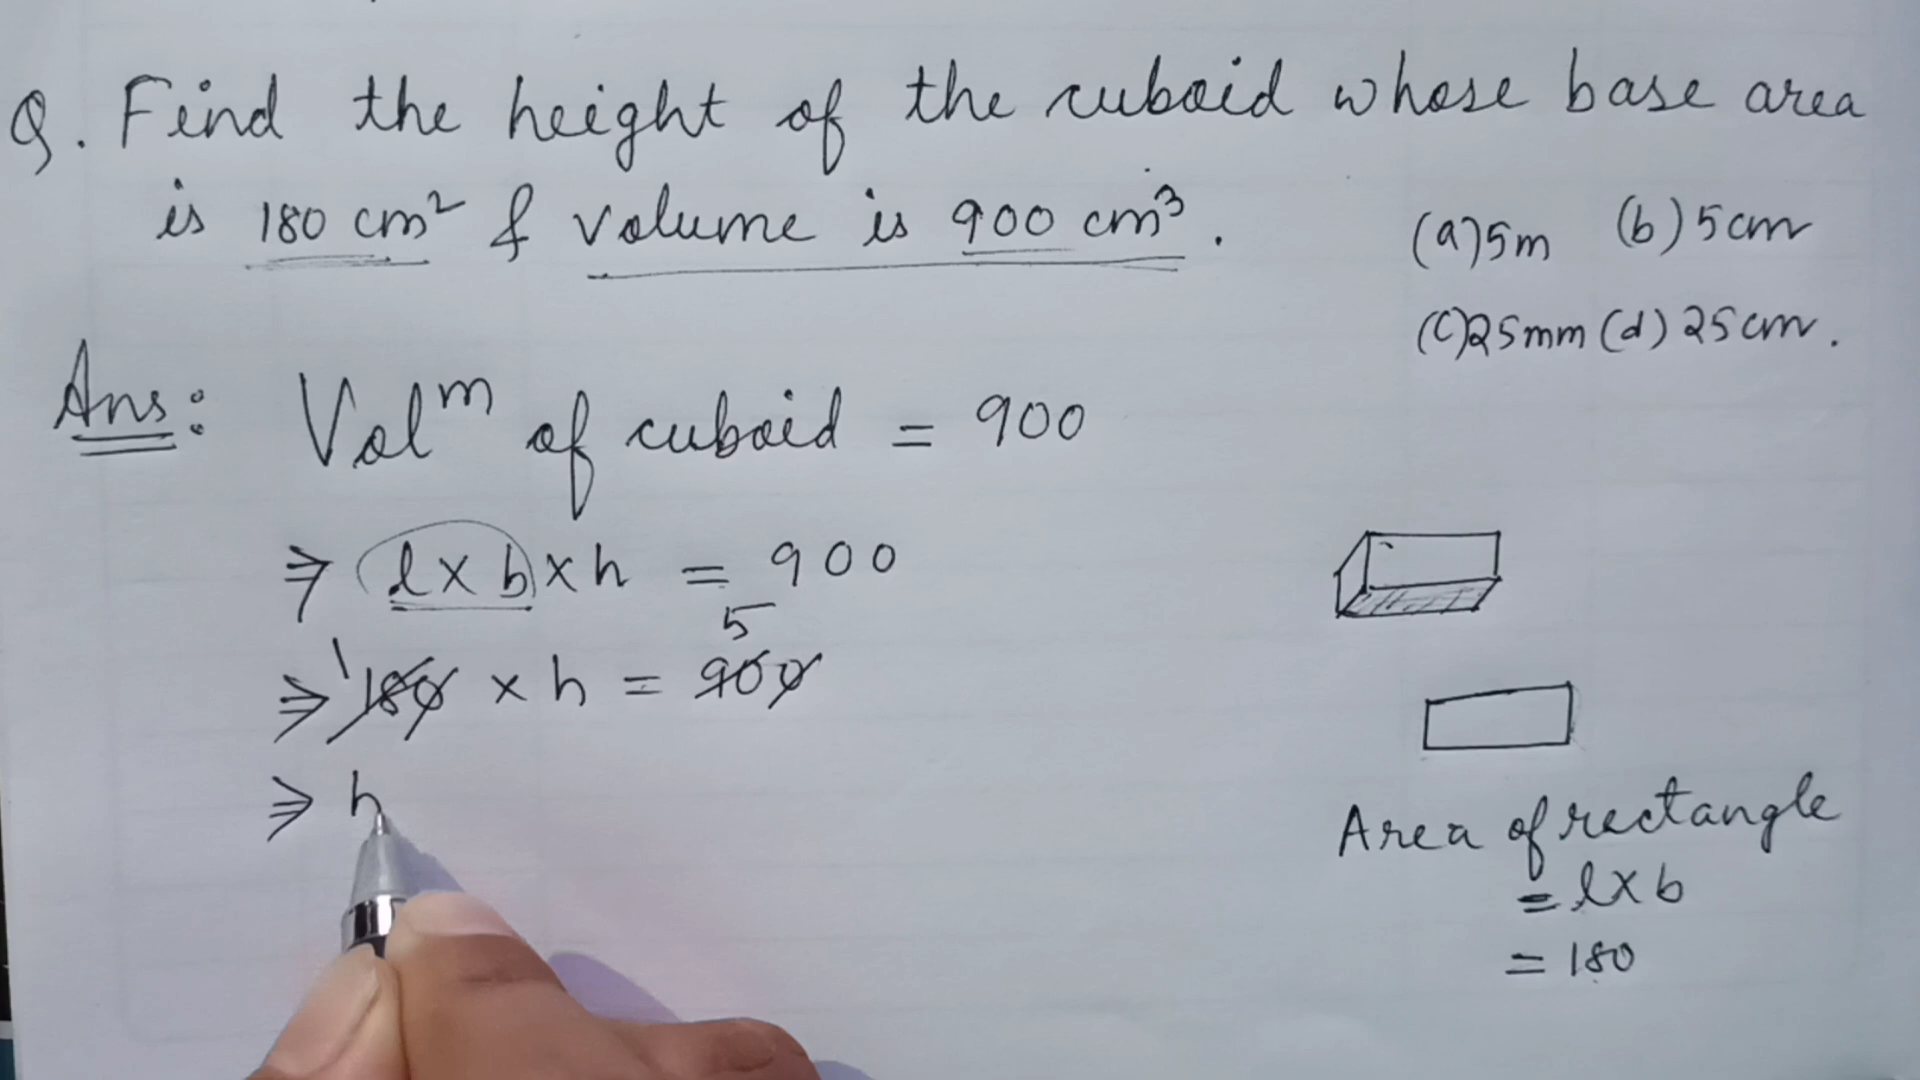 Q. Find the height of the cuboid whose base area
is 180 cm² & volume is 900 cm³.
(a) 5m (b) 5cm
(c) 25mm (d) 25cm.
Ans: Volᵐ of cuboid = 900
⇒ l × b × h = 900
5
1
⇒ 180 × h = 900
⇒ h
Area of rectangle
= l × b
= 180